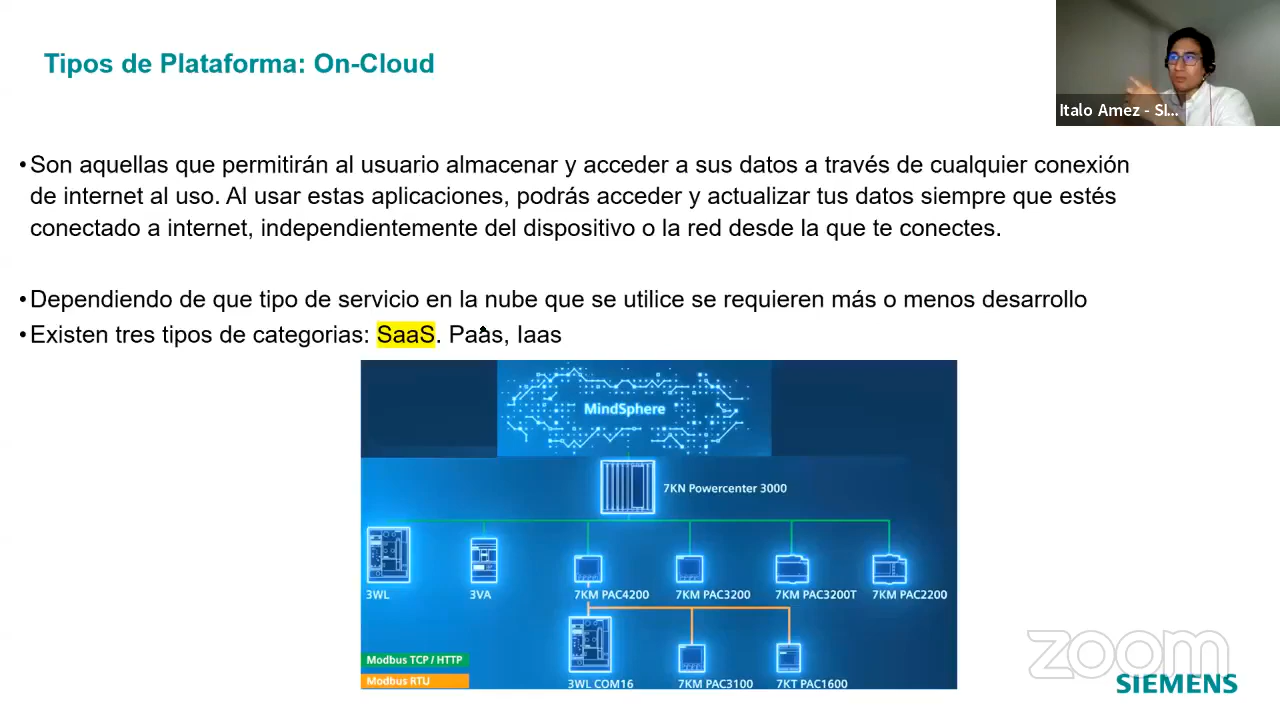 Tipos de Plataforma: On-Cloud
Italo Amez - SI...
•Son aquellas que permitirán al usuario almacenar y acceder a sus datos a través de cualquier conexión
de internet al uso. Al usar estas aplicaciones, podrás acceder y actualizar tus datos siempre que estés
conectado a internet, independientemente del dispositivo o la red desde la que te conectes.
•Dependiendo de que tipo de servicio en la nube que se utilice se requieren más o menos desarrollo
•Existen tres tipos de categorias: SaaS. Paas, Iaas
MindSphere
7KN Powercenter 3000
3WL
3VA
7KM PAC4200
7KM PAC3200
7KM PAC3200T
7KM PAC2200
Modbus TCP / HTTP
Modbus RTU
3WL COM16
7KM PAC3100
7KT PAC1600
zoom
SIEMENS